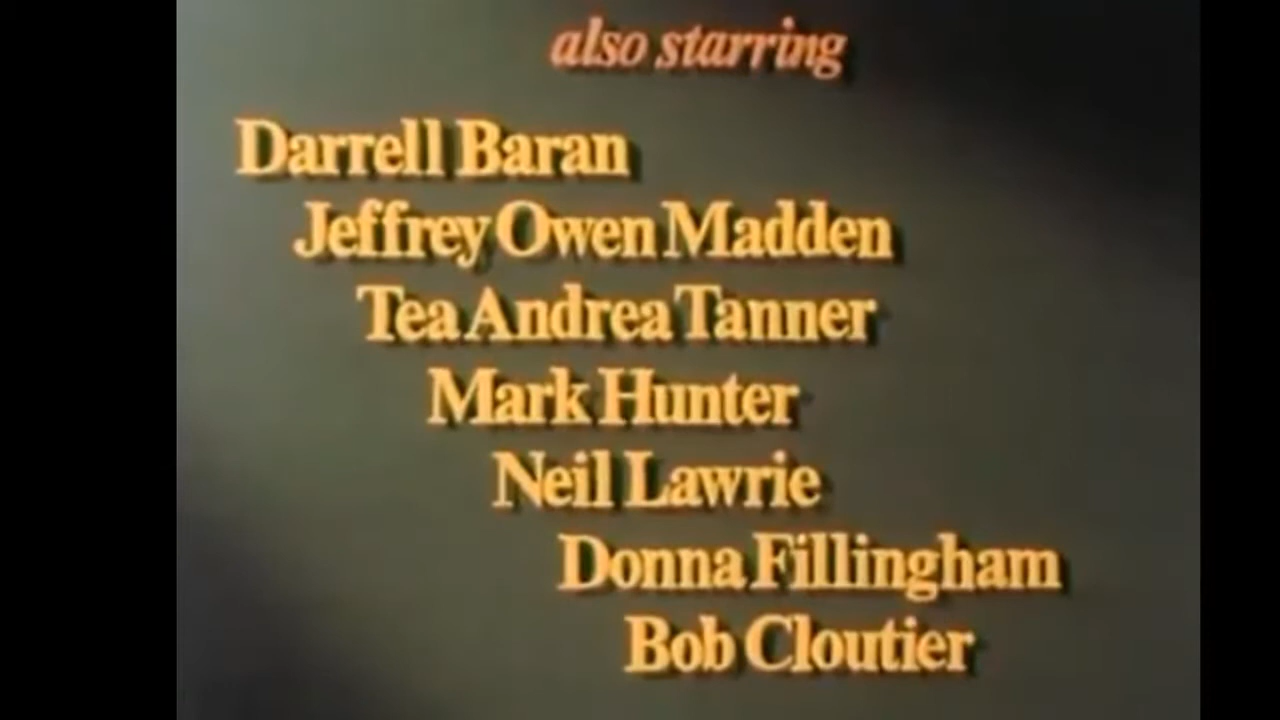 also starring
Darrell Baran
Jeffrey Owen Madden
Tea Andrea Tanner
Mark Hunter
Neil Lawrie
Donna Fillingham
Bob Cloutier